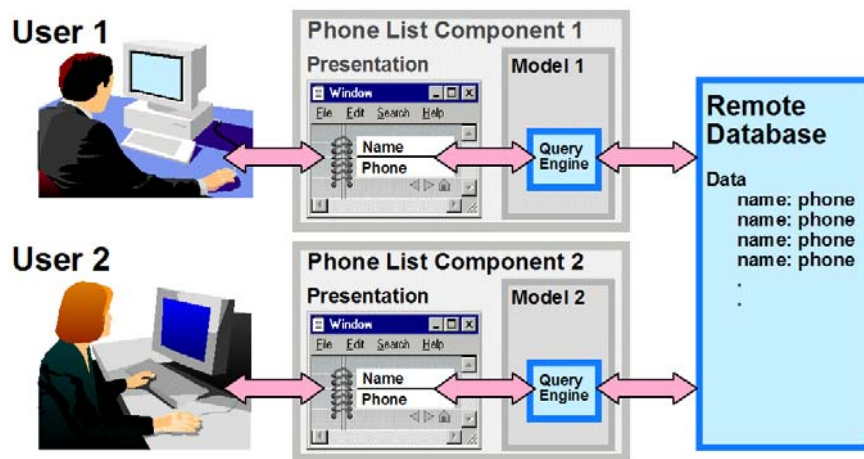 User 1
Phone List Component 1
Presentation
Model 1
Window
File Edit Search Help
Name
Phone
Query
Engine
Remote
Database
Data
name: phone
name: phone
name: phone
name: phone
.
.
User 2
Phone List Component 2
Presentation
Model 2
Window
File Edit Search Help
Name
Phone
Query
Engine